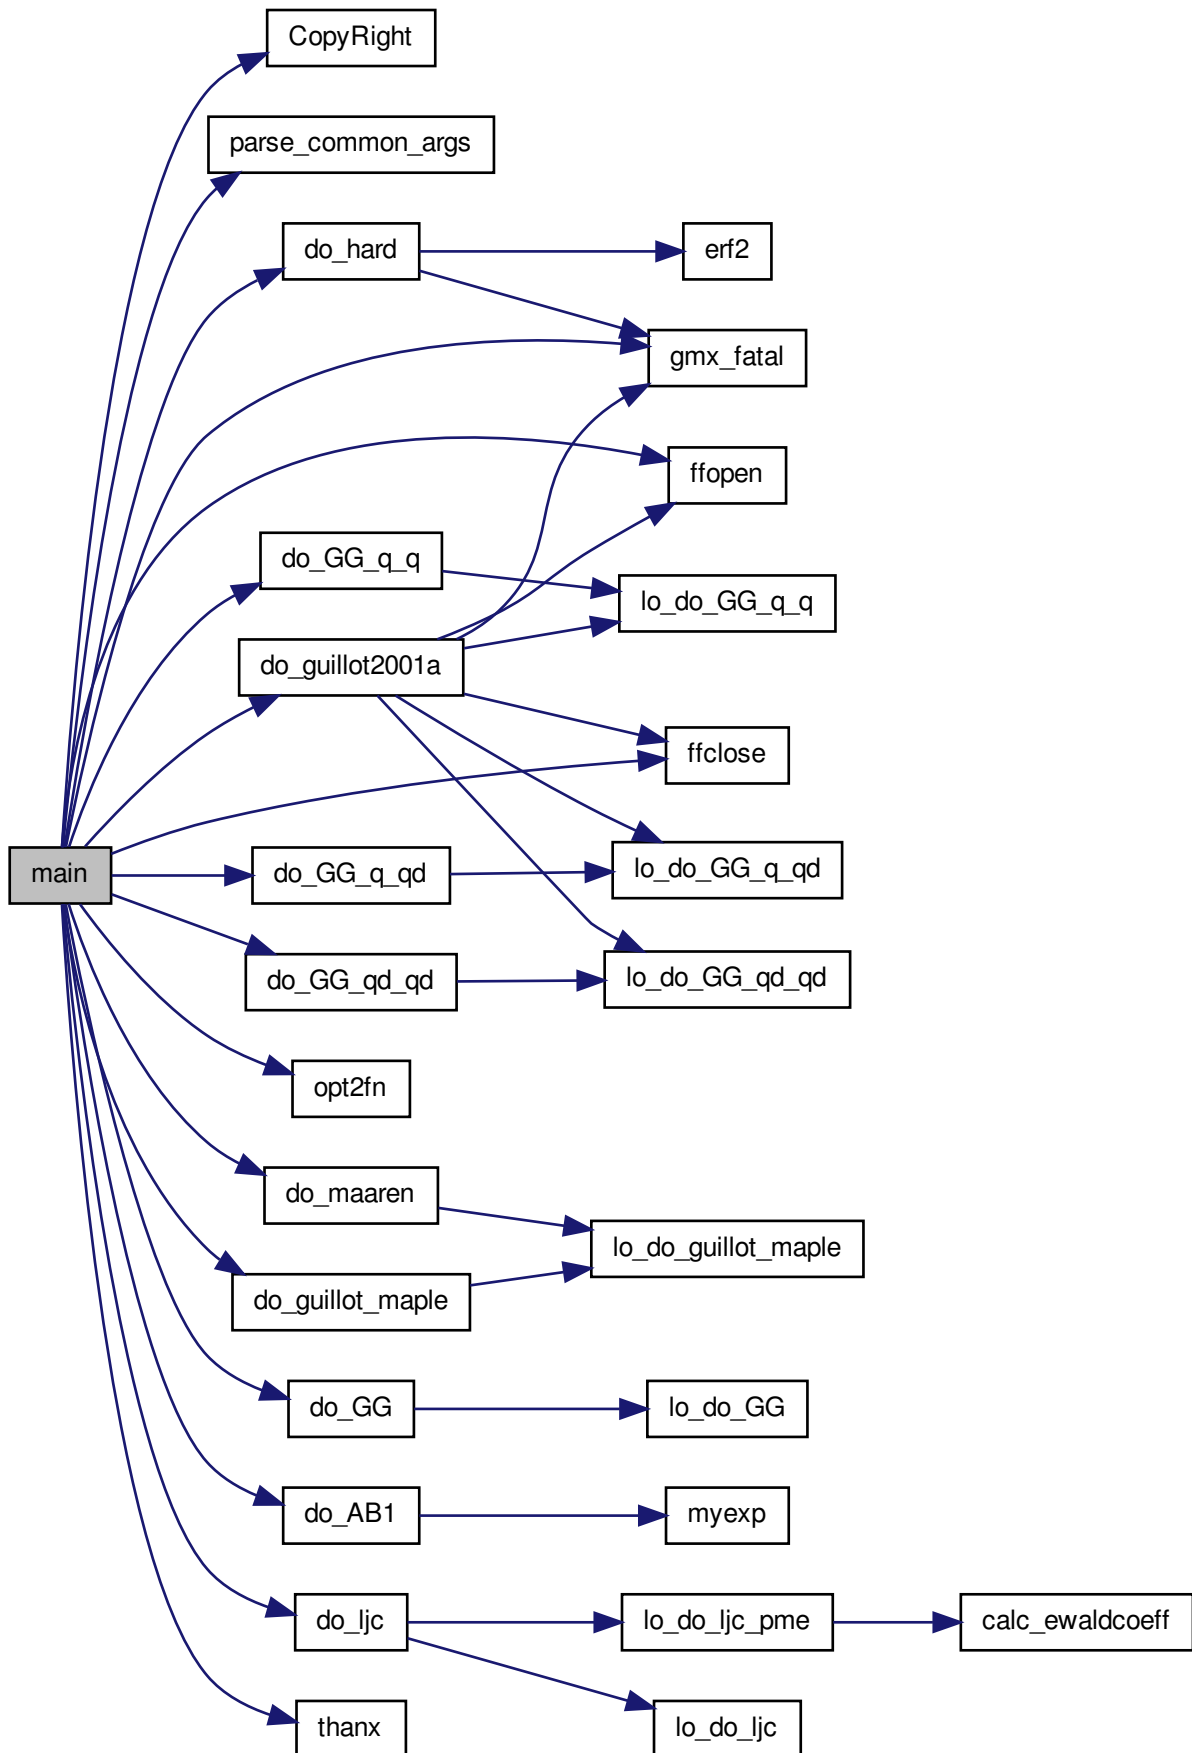 CopyRight
parse_common_args
do_hard
erf2
gmx_fatal
ffopen
do_GG_q_q
lo_do_GG_q_q
do_guillot2001a
ffclose
main
do_GG_q_qd
lo_do_GG_q_qd
do_GG_qd_qd
lo_do_GG_qd_qd
opt2fn
do_maaren
lo_do_guillot_maple
do_guillot_maple
do_GG
lo_do_GG
do_AB1
myexp
do_ljc
lo_do_ljc_pme
calc_ewaldcoeff
thanx
lo_do_ljc